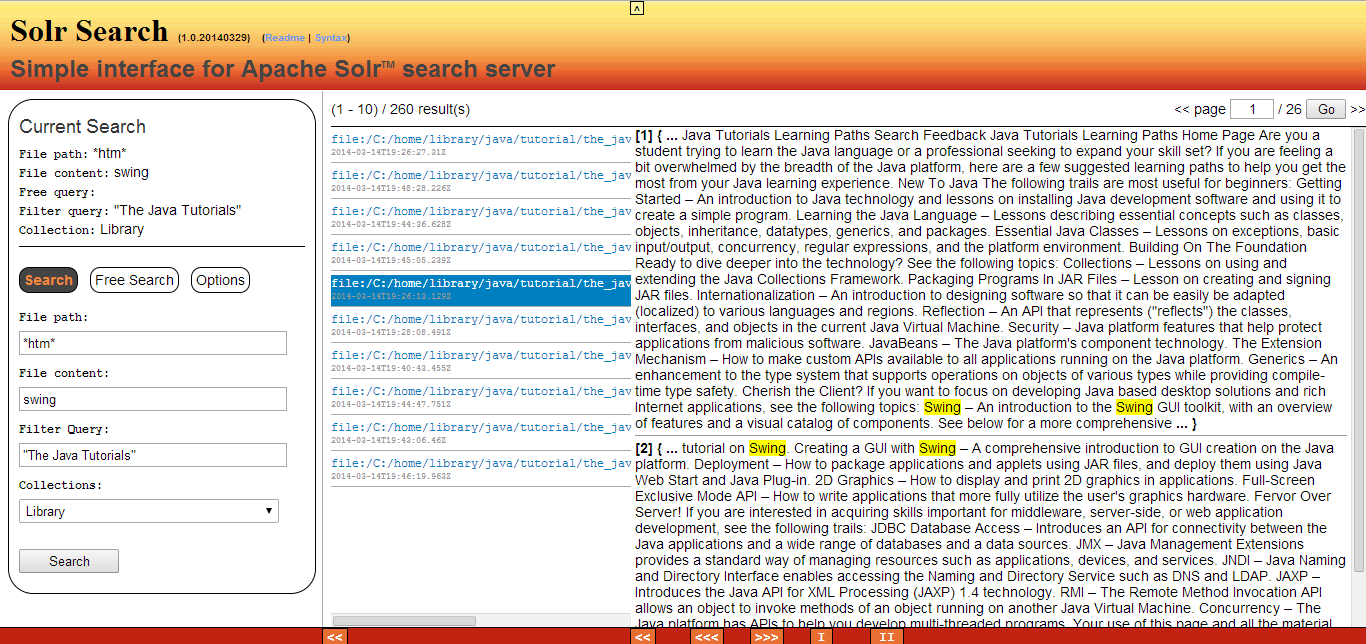 ^
Solr Search (1.0.20140329) (Readme | Syntax)
Simple interface for Apache Solr™ search server
Current Search
File path: *htm*
File content: swing
Free query:
Filter query: "The Java Tutorials"
Collection: Library
Search Free Search Options
File path:
*htm*
File content:
swing
Filter Query:
"The Java Tutorials"
Collections:
Library
Search
(1 - 10) / 260 result(s)
<< page 1 / 26 Go >>
file:/C:/home/library/java/tutorial/the_jav
2014-03-14T19:26:27.31Z
file:/C:/home/library/java/tutorial/the_jav
2014-03-14T19:48:28.226Z
file:/C:/home/library/java/tutorial/the_jav
2014-03-14T19:44:36.628Z
file:/C:/home/library/java/tutorial/the_jav
2014-03-14T19:45:05.239Z
file:/C:/home/library/java/tutorial/the_jav
2014-03-14T19:26:13.129Z
file:/C:/home/library/java/tutorial/the_jav
2014-03-14T19:28:08.491Z
file:/C:/home/library/java/tutorial/the_jav
2014-03-14T19:40:43.455Z
file:/C:/home/library/java/tutorial/the_jav
2014-03-14T19:44:47.751Z
file:/C:/home/library/java/tutorial/the_jav
2014-03-14T19:43:06.46Z
file:/C:/home/library/java/tutorial/the_jav
2014-03-14T19:46:19.963Z
[1] { ... Java Tutorials Learning Paths Search Feedback Java Tutorials Learning Paths Home Page Are you a
student trying to learn the Java language or a professional seeking to expand your skill set? If you are feeling a
bit overwhelmed by the breadth of the Java platform, here are a few suggested learning paths to help you get the
most from your Java learning experience. New To Java The following trails are most useful for beginners: Getting
Started – An introduction to Java technology and lessons on installing Java development software and using it to
create a simple program. Learning the Java Language – Lessons describing essential concepts such as classes,
objects, inheritance, datatypes, generics, and packages. Essential Java Classes – Lessons on exceptions, basic
input/output, concurrency, regular expressions, and the platform environment. Building On The Foundation
Ready to dive deeper into the technology? See the following topics: Collections – Lessons on using and
extending the Java Collections Framework. Packaging Programs In JAR Files – Lesson on creating and signing
JAR files. Internationalization – An introduction to designing software so that it can be easily be adapted
(localized) to various languages and regions. Reflection – An API that represents ("reflects") the classes,
interfaces, and objects in the current Java Virtual Machine. Security – Java platform features that help protect
applications from malicious software. JavaBeans – The Java platform's component technology. The Extension
Mechanism – How to make custom APIs available to all applications running on the Java platform. Generics – An
enhancement to the type system that supports operations on objects of various types while providing compile-
time type safety. Cherish the Client? If you want to focus on developing Java based desktop solutions and rich
Internet applications, see the following topics: Swing – An introduction to the Swing GUI toolkit, with an overview
of features and a visual catalog of components. See below for a more comprehensive ... }
[2] { ... tutorial on Swing. Creating a GUI with Swing – A comprehensive introduction to GUI creation on the Java
platform. Deployment – How to package applications and applets using JAR files, and deploy them using Java
Web Start and Java Plug-in. 2D Graphics – How to display and print 2D graphics in applications. Full-Screen
Exclusive Mode API – How to write applications that more fully utilize the user's graphics hardware. Fervor Over
Server! If you are interested in acquiring skills important for middleware, server-side, or web application
development, see the following trails: JDBC Database Access – Introduces an API for connectivity between the
Java applications and a wide range of databases and a data sources. JMX – Java Management Extensions
provides a standard way of managing resources such as applications, devices, and services. JNDI – Java Naming
and Directory Interface enables accessing the Naming and Directory Service such as DNS and LDAP. JAXP –
Introduces the Java API for XML Processing (JAXP) 1.4 technology. RMI – The Remote Method Invocation API
allows an object to invoke methods of an object running on another Java Virtual Machine. Concurrency – The
Java platform has APIs to help you develop multi-threaded programs. Your use of this page and all the material
<< << <<< >>> I II